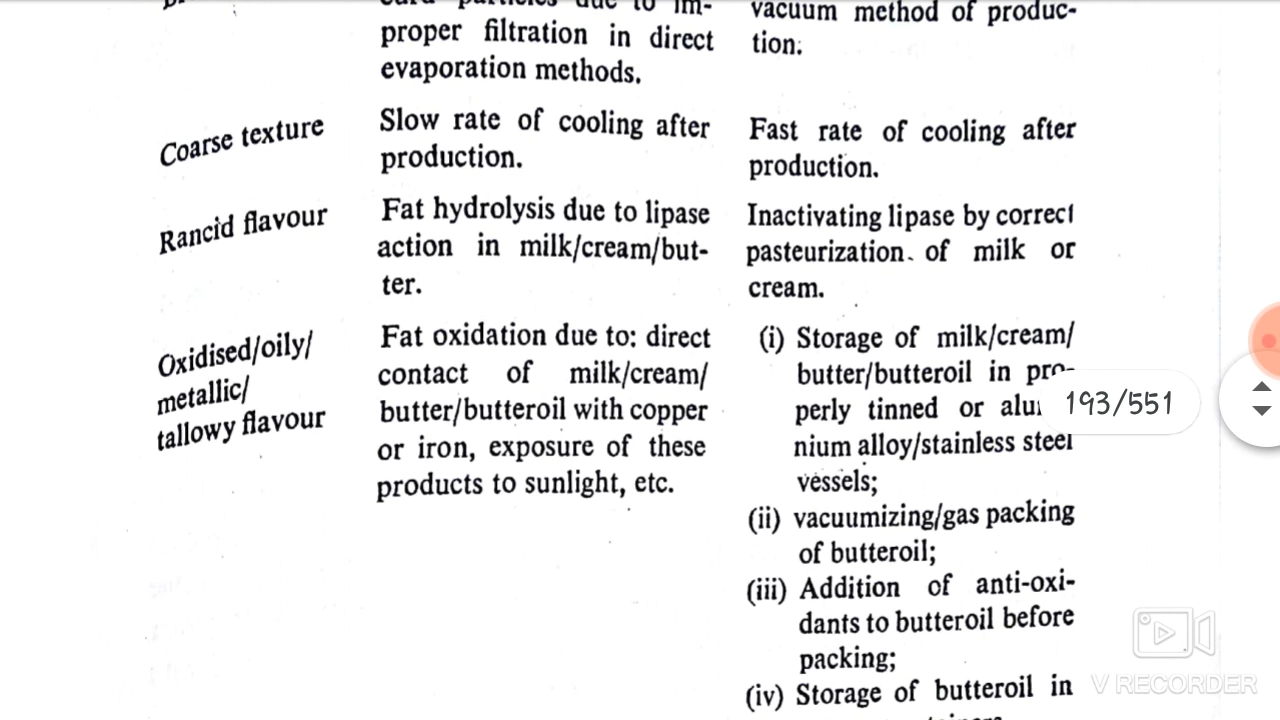 proper filtration in direct
evaporation methods.
vacuum method of produc-
tion.
Coarse texture
Slow rate of cooling after
production.
Fast rate of cooling after
production.
Rancid flavour
Fat hydrolysis due to lipase
action in milk/cream/but-
ter.
Inactivating lipase by correct
pasteurization. of milk or
cream.
Oxidised/oily/
metallic/
tallowy flavour
Fat oxidation due to: direct
contact of milk/cream/
butter/butteroil with copper
or iron, exposure of these
products to sunlight, etc.
(i) Storage of milk/cream/
butter/butteroil in pro-
perly tinned or alu
nium alloy/stainless steel
vessels;
(ii) vacuumizing/gas packing
of butteroil;
(iii) Addition of anti-oxi-
dants to butteroil before
packing;
(iv) Storage of butteroil in
193/551
V RECORDER